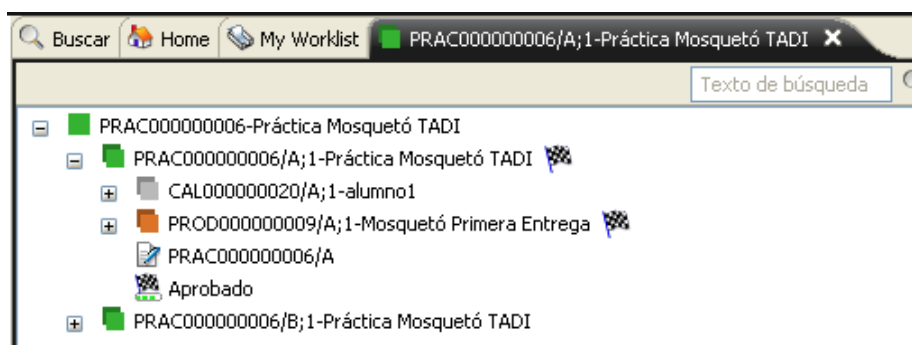 Buscar Home My Worklist PRAC000000006/A;1-Práctica Mosquetó TADI
Texto de búsqueda
PRAC000000006-Práctica Mosquetó TADI
PRAC000000006/A;1-Práctica Mosquetó TADI
CAL000000020/A;1-alumno1
PROD000000009/A;1-Mosquetó Primera Entrega
PRAC000000006/A
Aprobado
PRAC000000006/B;1-Práctica Mosquetó TADI